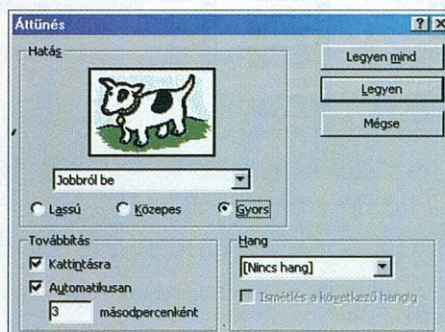 Áttűnés
Hatás
Legyen mind
Legyen
Mégse
Jobbról be
Lassú
Közepes
Gyors
Továbbítás
Kattintásra
Automatikusan
3 másodpercenként
Hang
[Nincs hang]
Ismétlés a következő hangig